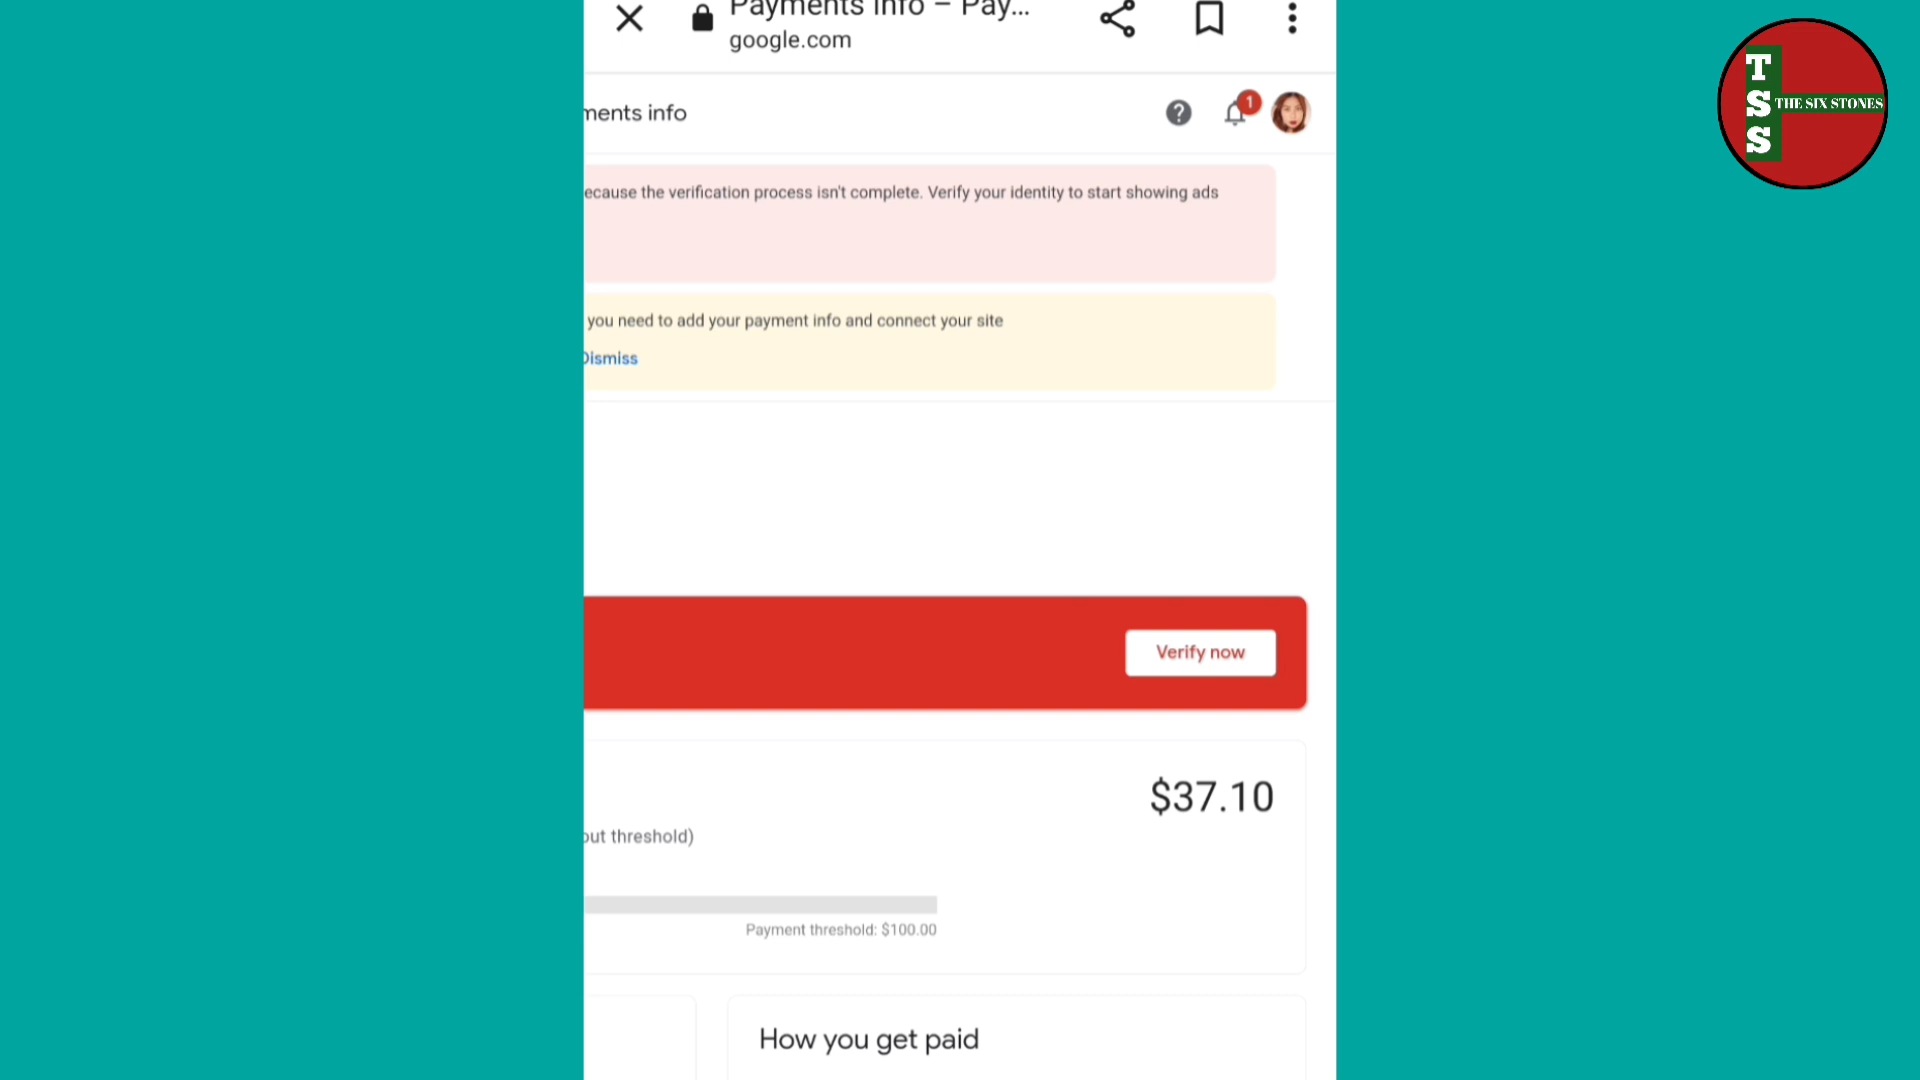 Payments info – Pay...
google.com
ments info
1
ecause the verification process isn't complete. Verify your identity to start showing ads
you need to add your payment info and connect your site
Dismiss
Verify now
$37.10
out threshold)
Payment threshold: $100.00
How you get paid
T
S
S
THE SIX STONES